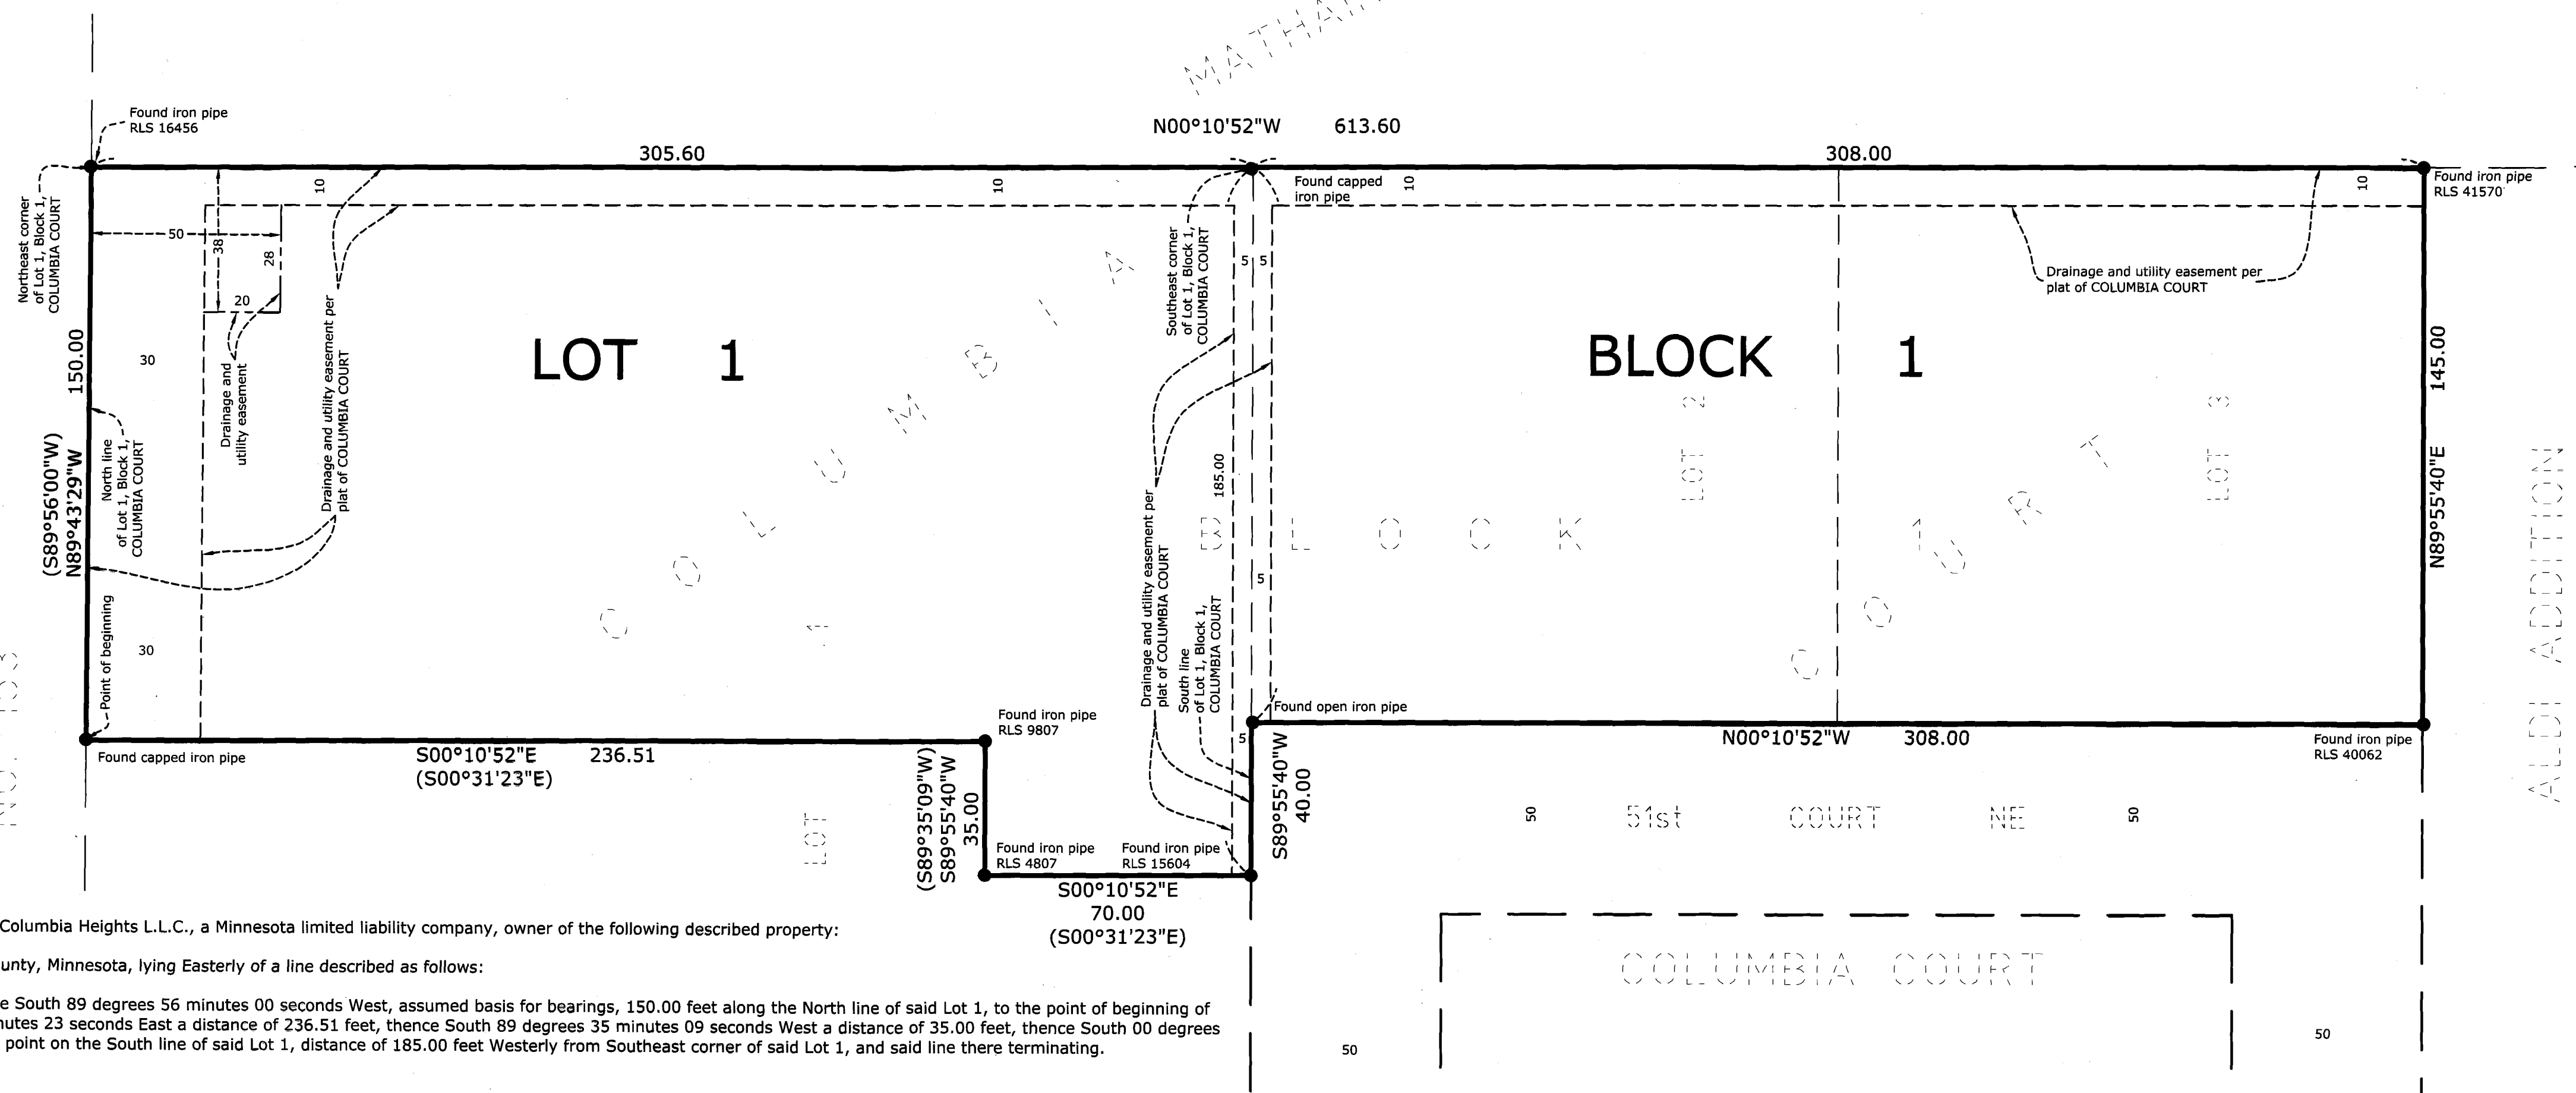 MATHA
Found iron pipe
RLS 16456
N00°10'52"W 613.60
305.60
308.00
Northeast corner
of Lot 1, Block 1,
COLUMBIA COURT
10
10
Found capped
iron pipe
10
10
Found iron pipe
RLS 41570
50
38
28
20
Southeast corner
of Lot 1, Block 1,
COLUMBIA COURT
5
5
Drainage and utility easement per
plat of COLUMBIA COURT
150.00
(S89°56'00"W)
N89°43'29"W
30
Drainage and
utility easement
Drainage and utility easement per
plat of COLUMBIA COURT
LOT 1
BLOCK 1
145.00
N89°55'40"E
North line
of Lot 1, Block 1,
COLUMBIA COURT
COLUMBIA COURT
185.00
BLOCK 1
LOT 2
LOT 3
ALDI ADDITION
Drainage and utility easement per
plat of COLUMBIA COURT
5
South line
of Lot 1, Block 1,
COLUMBIA COURT
LOT 1
30
Point of beginning
Found capped iron pipe
S00°10'52"E 236.51
(S00°31'23"E)
Found iron pipe
RLS 9807
(S89°35'09"W)
S89°55'40"W
35.00
5
Found open iron pipe
S89°55'40"W
40.00
N00°10'52"W 308.00
Found iron pipe
RLS 40062
Found iron pipe
RLS 4807
Found iron pipe
RLS 15604
50
51st COURT NE
50
S00°10'52"E
70.00
(S00°31'23"E)
COLUMBIA COURT
50
50
Columbia Heights L.L.C., a Minnesota limited liability company, owner of the following described property:
unty, Minnesota, lying Easterly of a line described as follows:
e South 89 degrees 56 minutes 00 seconds West, assumed basis for bearings, 150.00 feet along the North line of said Lot 1, to the point of beginning of
nutes 23 seconds East a distance of 236.51 feet, thence South 89 degrees 35 minutes 09 seconds West a distance of 35.00 feet, thence South 00 degrees
point on the South line of said Lot 1, distance of 185.00 feet Westerly from Southeast corner of said Lot 1, and said line there terminating.